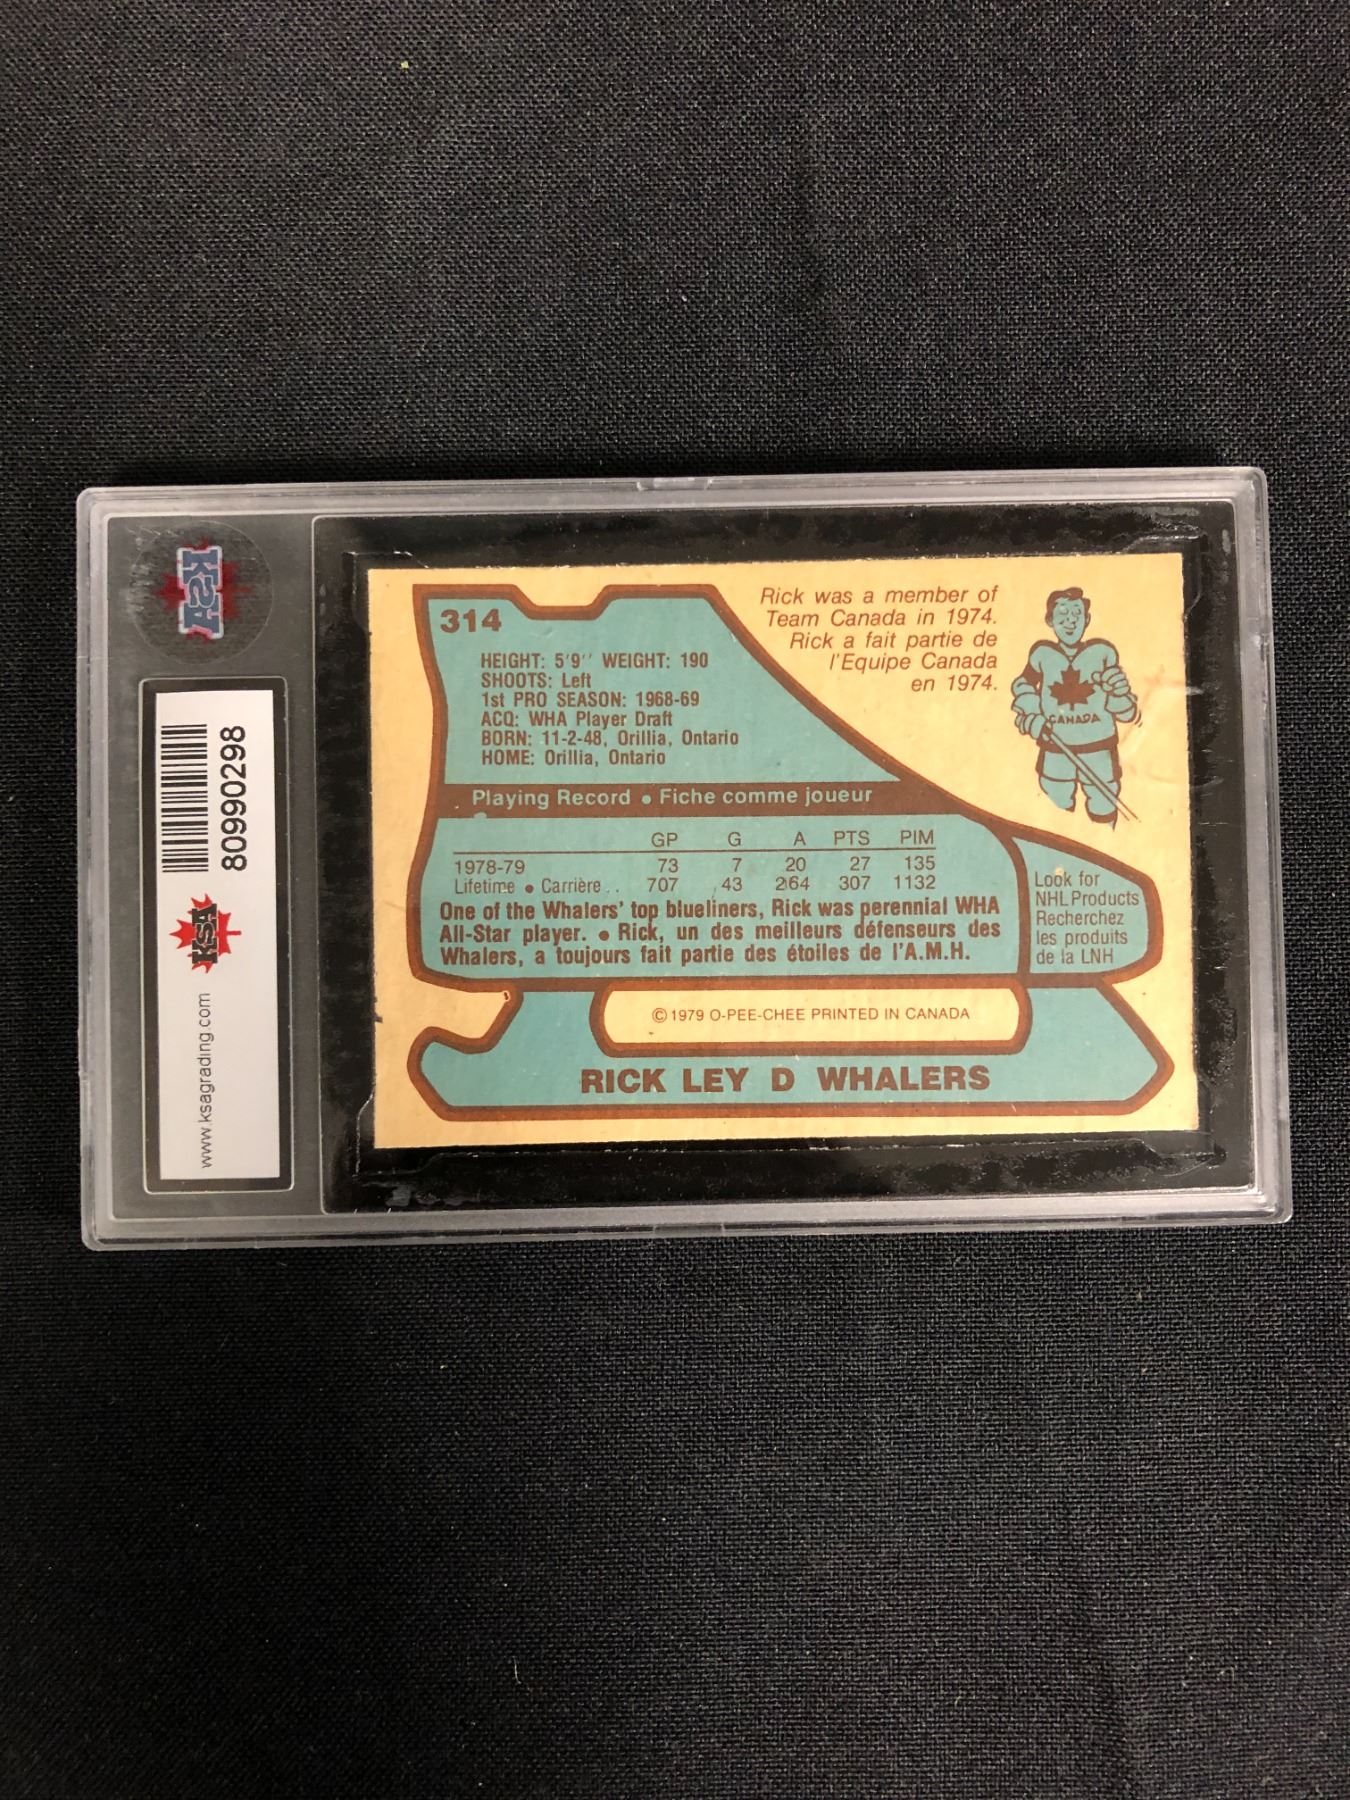 KSA
809990298
KSA
www.ksagrading.com
314
HEIGHT: 5'9'' WEIGHT: 190
SHOOTS: Left
1st PRO SEASON: 1968-69
ACQ: WHA Player Draft
BORN: 11-2-48, Orillia, Ontario
HOME: Orillia, Ontario
Rick was a member of
Team Canada in 1974.
Rick a fait partie de
l'Equipe Canada
en 1974.
CANADA
Playing Record • Fiche comme joueur
GP G A PTS PIM
1978-79 73 7 20 27 135
Lifetime • Carrière .. 707 43 264 307 1132
One of the Whalers' top blueliners, Rick was perennial WHA
All-Star player. • Rick, un des meilleurs défenseurs des
Whalers, a toujours fait partie des étoiles de l'A.M.H.
Look for
NHL Products
Recherchez
les produits
de la LNH
© 1979 O-PEE-CHEE PRINTED IN CANADA
RICK LEY D WHALERS